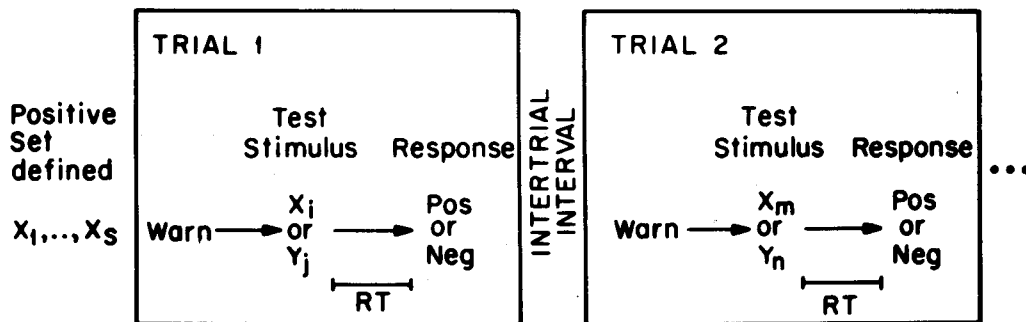 Positive
Set
defined
X₁,..,Xₛ
TRIAL 1
Test
Stimulus
Response
Warn
Xᵢ
or
Yⱼ
Pos
or
Neg
RT
INTERTRIAL
INTERVAL
TRIAL 2
Test
Stimulus
Response
Warn
Xₘ
or
Yₙ
Pos
or
Neg
RT
...